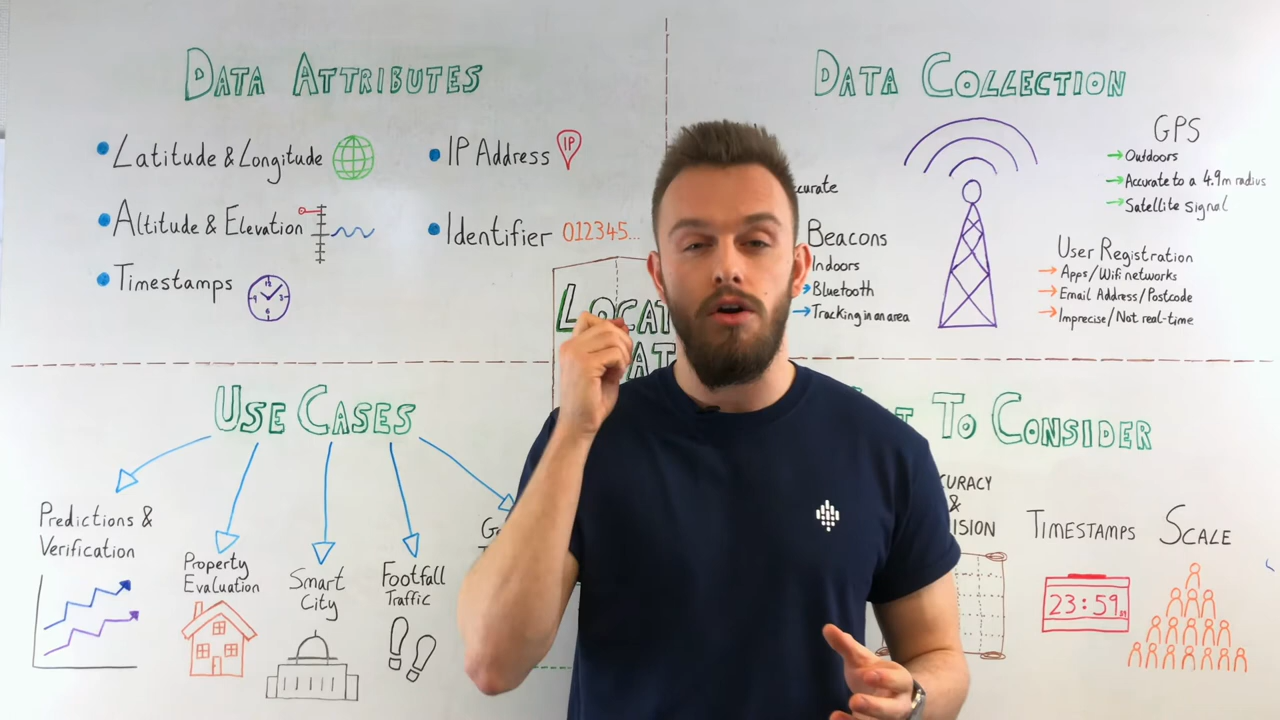 DATA ATTRIBUTES
Latitude & Longitude
Altitude & Elevation
Timestamps
IP Address
IP
Identifier 012345...
DATA COLLECTION
GPS
Outdoors
Accurate to a 4.9m radius
Satellite signal
Beacons
Indoors
Bluetooth
Tracking in an area
User Registration
Apps/Wifi networks
Email Address/Postcode
Imprecise/Not real-time
USE CASES
Predictions &
Verification
Property
Evaluation
Smart
City
Footfall
Traffic
TO CONSIDER
&
TIMESTAMPS
23:59
SCALE